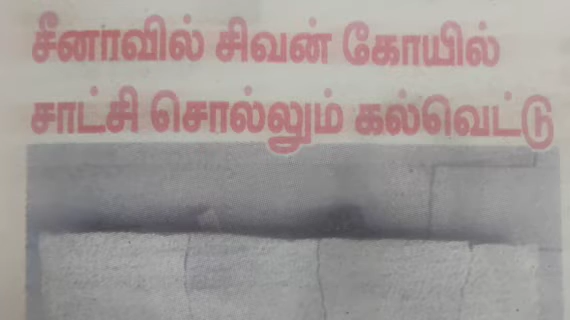 சீனாவில் சிவன் கோயில்
சாட்சி சொல்லும் கல்வெட்டு